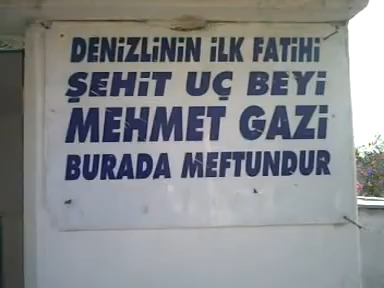 DENİZLİNİN İLK FATİHİ
ŞEHİT UÇ BEYİ
MEHMET GAZİ
BURADA MEFTUNDUR